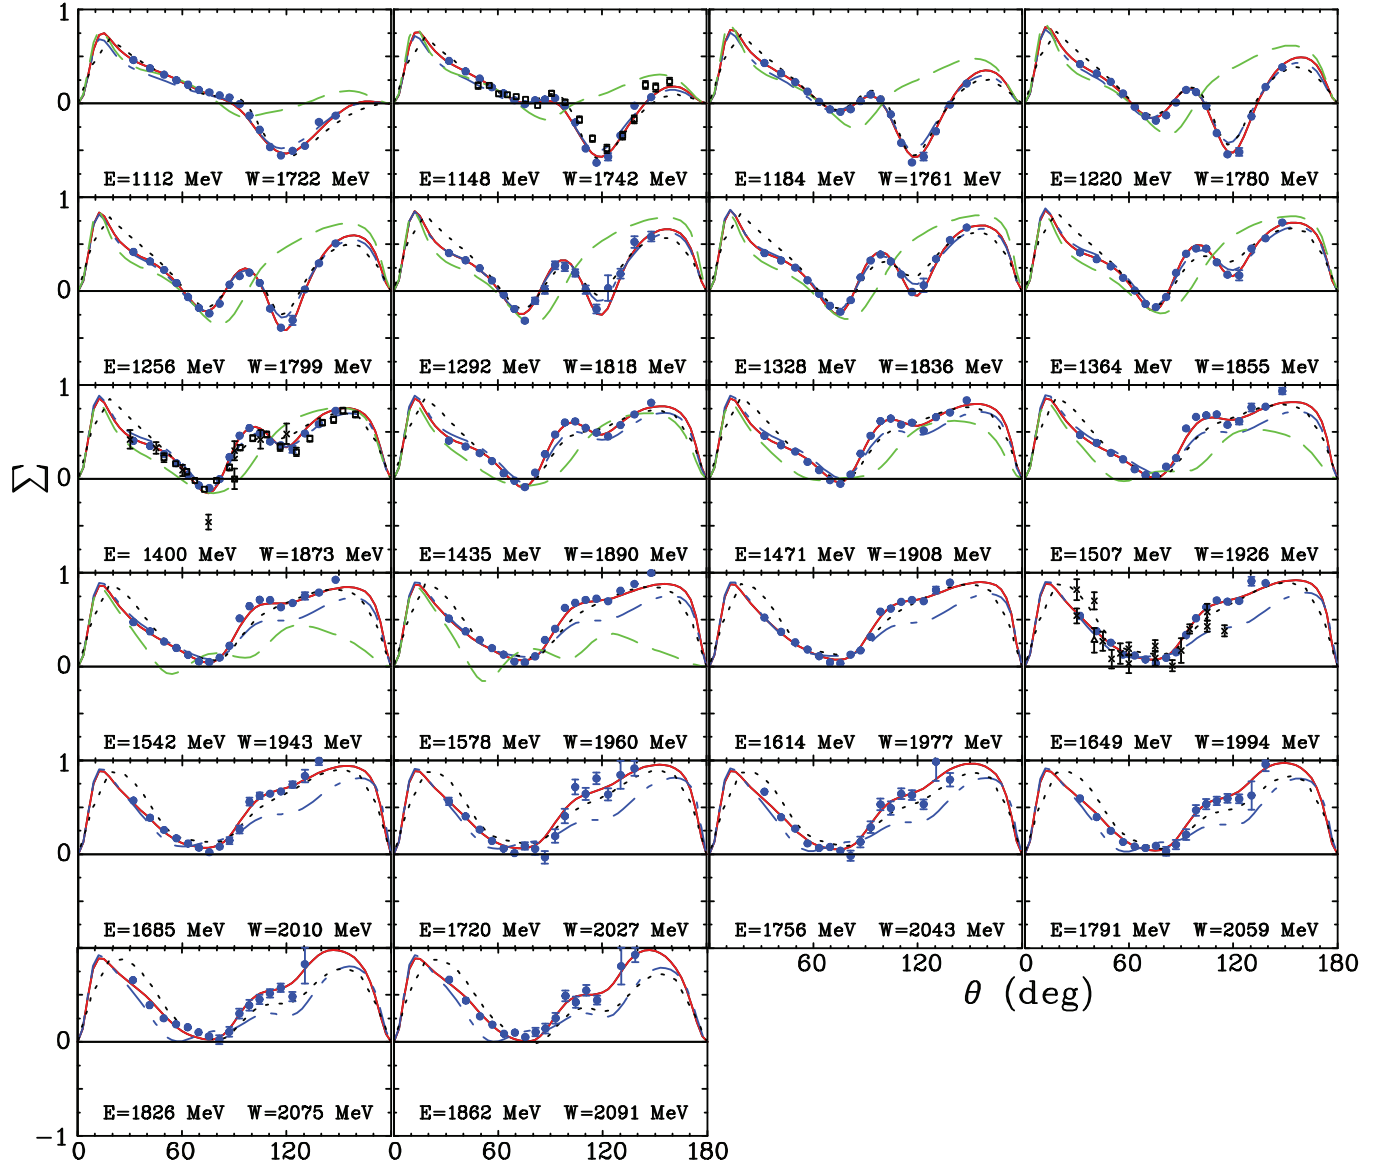 1
0
E=1112 MeV W=1722 MeV
E=1148 MeV W=1742 MeV
E=1184 MeV W=1761 MeV
E=1220 MeV W=1780 MeV
1
0
E=1256 MeV W=1799 MeV
E=1292 MeV W=1818 MeV
E=1328 MeV W=1836 MeV
E=1364 MeV W=1855 MeV
1
0
Σ
E= 1400 MeV W=1873 MeV
E=1435 MeV W=1890 MeV
E=1471 MeV W=1908 MeV
E=1507 MeV W=1926 MeV
1
0
E=1542 MeV W=1943 MeV
E=1578 MeV W=1960 MeV
E=1614 MeV W=1977 MeV
E=1649 MeV W=1994 MeV
1
0
E=1685 MeV W=2010 MeV
E=1720 MeV W=2027 MeV
E=1756 MeV W=2043 MeV
E=1791 MeV W=2059 MeV
60 120 60 120 180
θ (deg)
0
E=1826 MeV W=2075 MeV
E=1862 MeV W=2091 MeV
−1
0 60 120 0 60 120 180